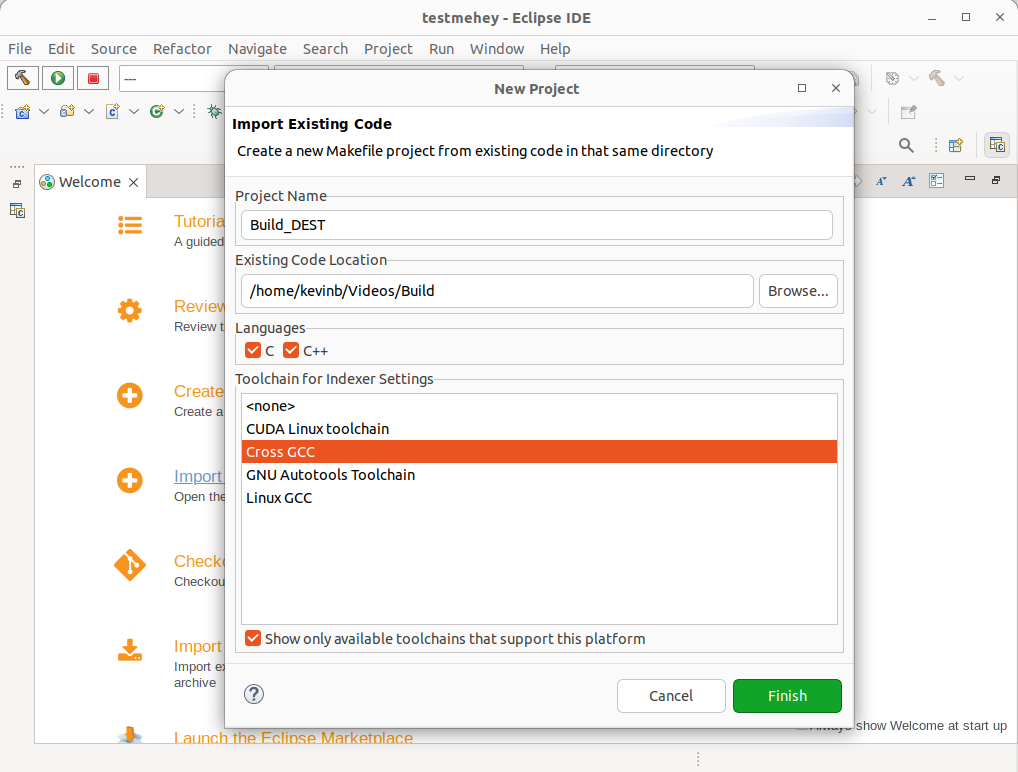 testmehey - Eclipse IDE
File Edit Source Refactor Navigate Search Project Run Window Help
---
New Project
Import Existing Code
Create a new Makefile project from existing code in that same directory
Welcome
Project Name
Build_DEST
Existing Code Location
/home/kevinb/Videos/Build
Browse...
Languages
C C++
Toolchain for Indexer Settings
<none>
CUDA Linux toolchain
Cross GCC
GNU Autotools Toolchain
Linux GCC
Show only available toolchains that support this platform
Cancel Finish
Tutoria
A guided
Review
Review t
Create
Create a
Import
Open the
Checko
Checkou
Import
Import ex
archive
Launch the Eclipse Marketplace
Always show Welcome at start up